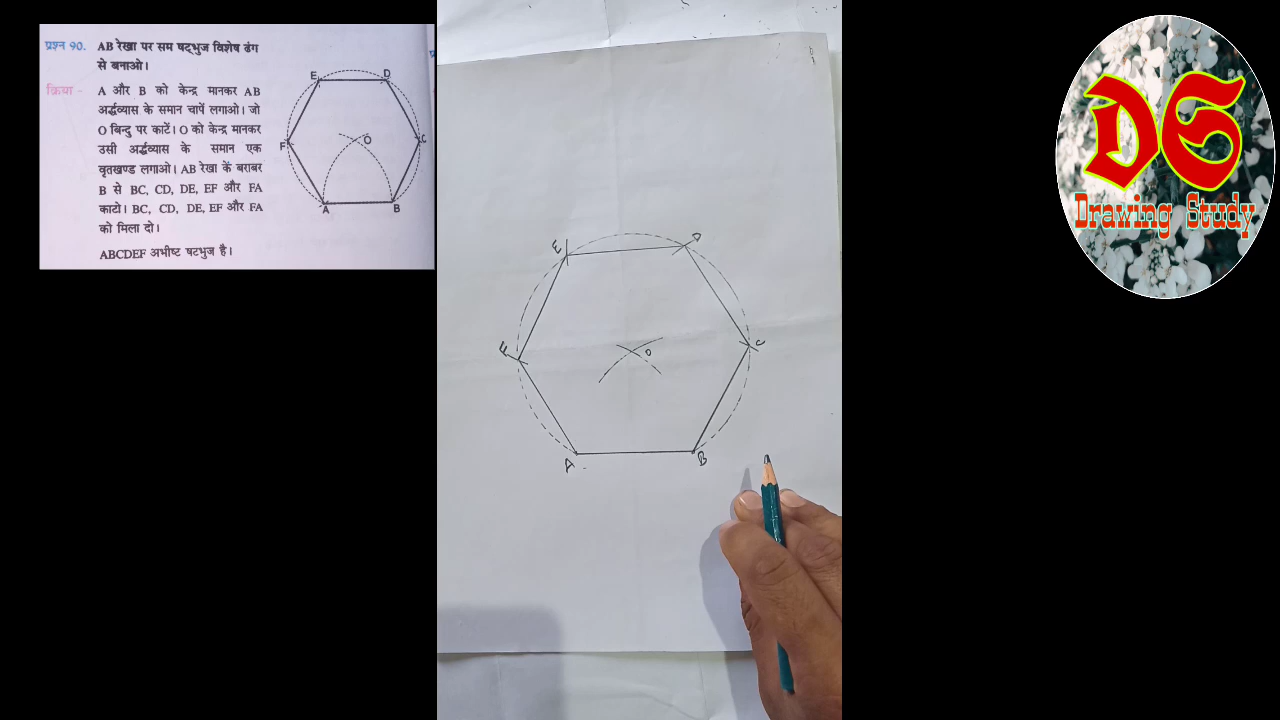 प्रश्न 90. AB रेखा पर सम षट्भुज विशेष ढंग
से बनाओ।
क्रिया - A और B को केन्द्र मानकर AB
अर्द्धव्यास के समान चापें लगाओ। जो
O बिन्दु पर काटें। O को केन्द्र मानकर
उसी अर्द्धव्यास के समान एक
वृतखण्ड लगाओ। AB रेखा कें बराबर
B से BC, CD, DE, EF और FA
काटो। BC, CD, DE, EF और FA
को मिला दो।
ABCDEF अभीष्ट षटभुज है।
E D
O
F C
A B
E D
F O C
A B
DS
Drawing Study